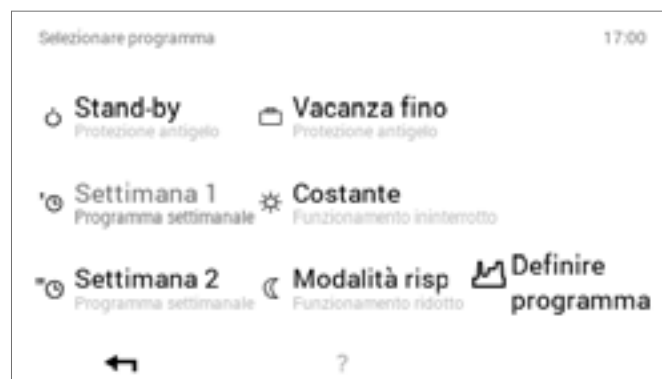 Selezionare programma 17:00
Stand-by Vacanza fino
Protezione antigelo Protezione antigelo
Settimana 1 Costante
Programma settimanale Funzionamento ininterrotto
Settimana 2 Modalità risp Definire
Programma settimanale Funzionamento ridotto programma
?